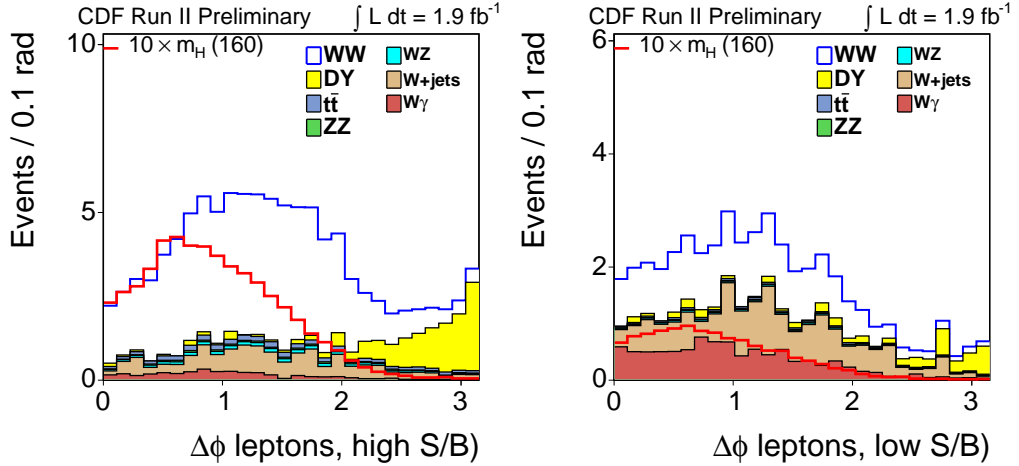 CDF Run II Preliminary ∫ L dt = 1.9 fb⁻¹
10 × m_H (160)
WW WZ
DY W+jets
tt̄ Wγ
ZZ
Events / 0.1 rad
10
5
0
0 1 2 3
Δϕ leptons, high S/B)
CDF Run II Preliminary ∫ L dt = 1.9 fb⁻¹
10 × m_H (160)
WW WZ
DY W+jets
tt̄ Wγ
ZZ
Events / 0.1 rad
6
4
2
0
0 1 2 3
Δϕ leptons, low S/B)